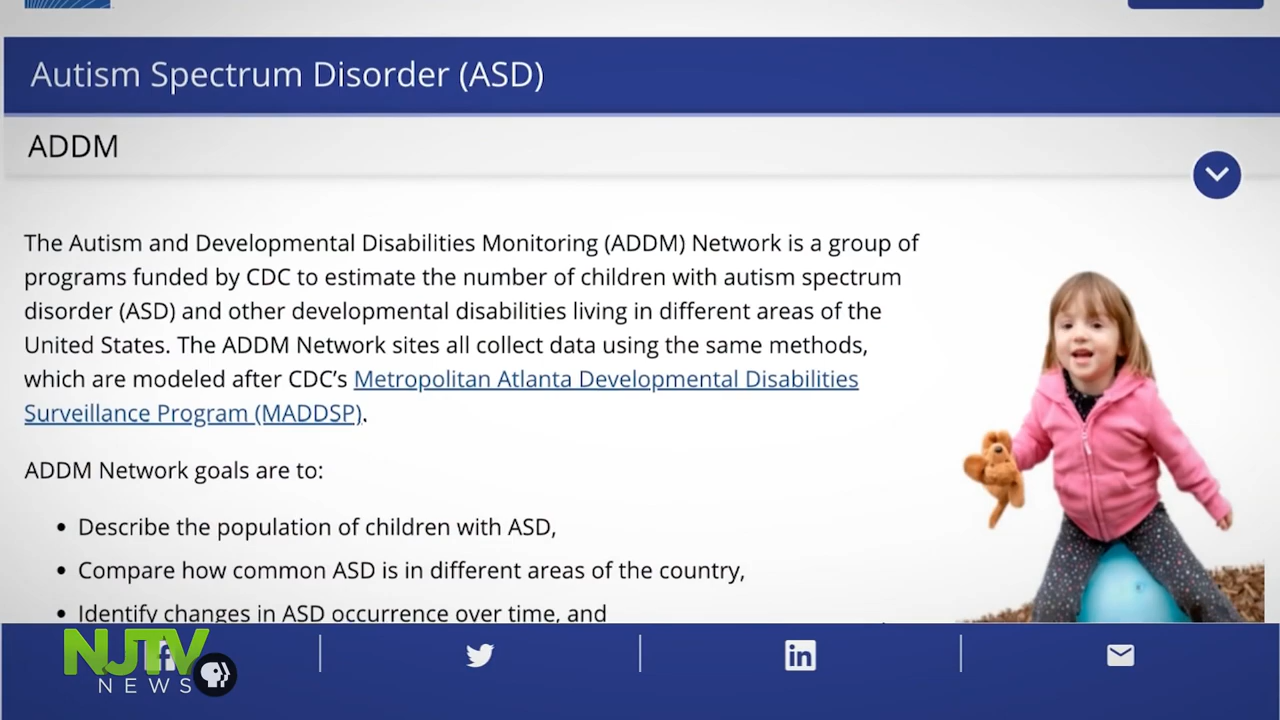 Autism Spectrum Disorder (ASD)
ADDM
The Autism and Developmental Disabilities Monitoring (ADDM) Network is a group of
programs funded by CDC to estimate the number of children with autism spectrum
disorder (ASD) and other developmental disabilities living in different areas of the
United States. The ADDM Network sites all collect data using the same methods,
which are modeled after CDC’s Metropolitan Atlanta Developmental Disabilities
Surveillance Program (MADDSP).
ADDM Network goals are to:
• Describe the population of children with ASD,
• Compare how common ASD is in different areas of the country,
• Identify changes in ASD occurrence over time, and
NJTV
NEWS